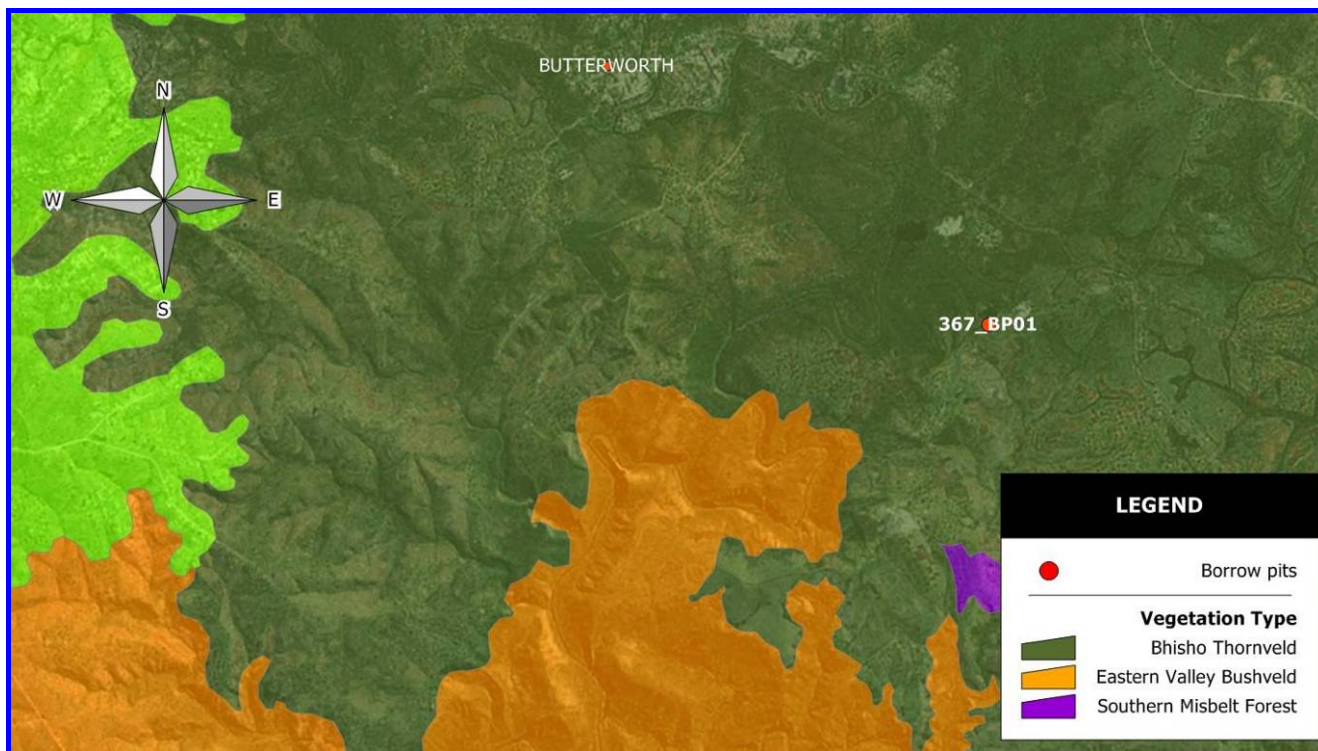 BUTTERWORTH
N
W
E
S
367_BP01
LEGEND
Borrow pits
Vegetation Type
Bhisho Thornveld
Eastern Valley Bushveld
Southern Misbelt Forest